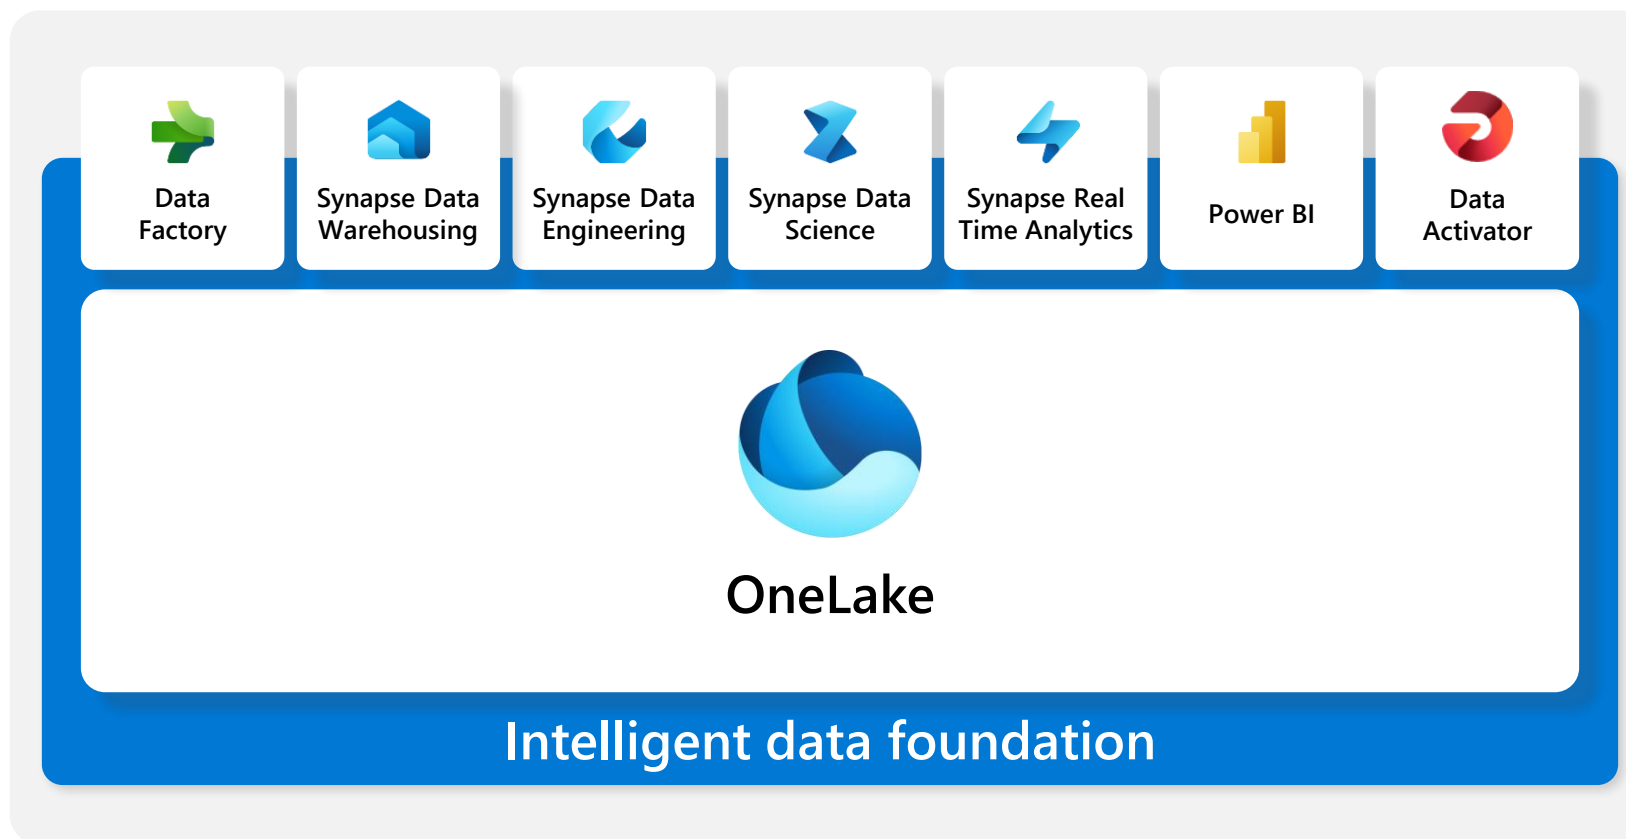 Data
Factory
Synapse Data
Warehousing
Synapse Data
Engineering
Synapse Data
Science
Synapse Real
Time Analytics
Power BI
Data
Activator
OneLake
Intelligent data foundation